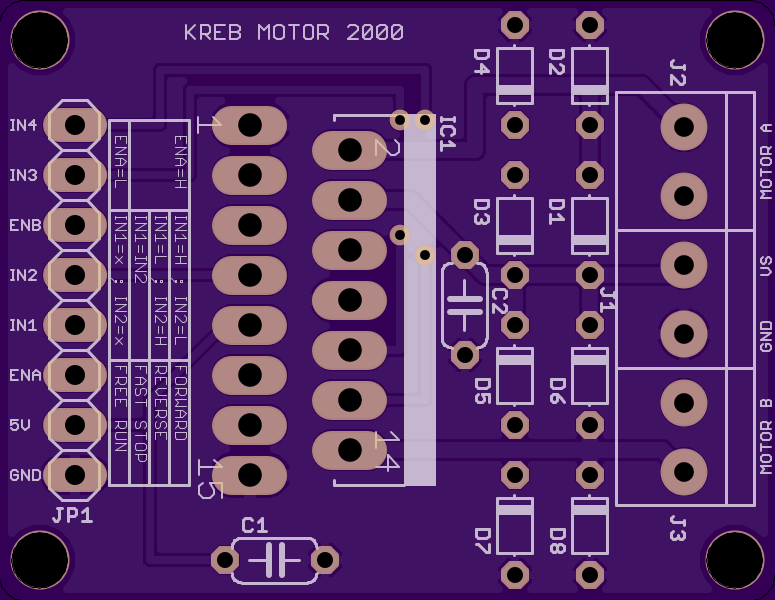 KREB MOTOR 2000
D4
D2
J2
IN4
IN3
ENB
IN2
IN1
ENA
5V
GND
JP1
ENA=L
ENA=H
IN1=x ; IN2=x
IN1=IN2
IN1=L ; IN2=H
IN1=H ; IN2=L
FREE RUN
FAST STOP
REVERSE
FORWARD
1
15
2
14
IC1
C1
C2
D3
D1
J1
D5
D6
D7
D8
MOTOR A
VS
GND
MOTOR B
J3